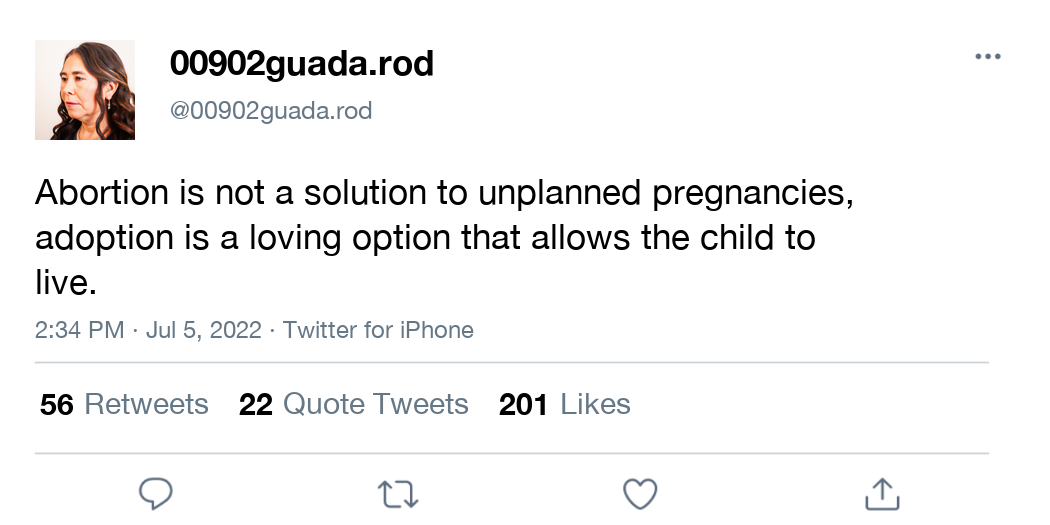 00902guada.rod
@00902guada.rod
Abortion is not a solution to unplanned pregnancies,
adoption is a loving option that allows the child to
live.
2:34 PM · Jul 5, 2022 · Twitter for iPhone
56 Retweets 22 Quote Tweets 201 Likes